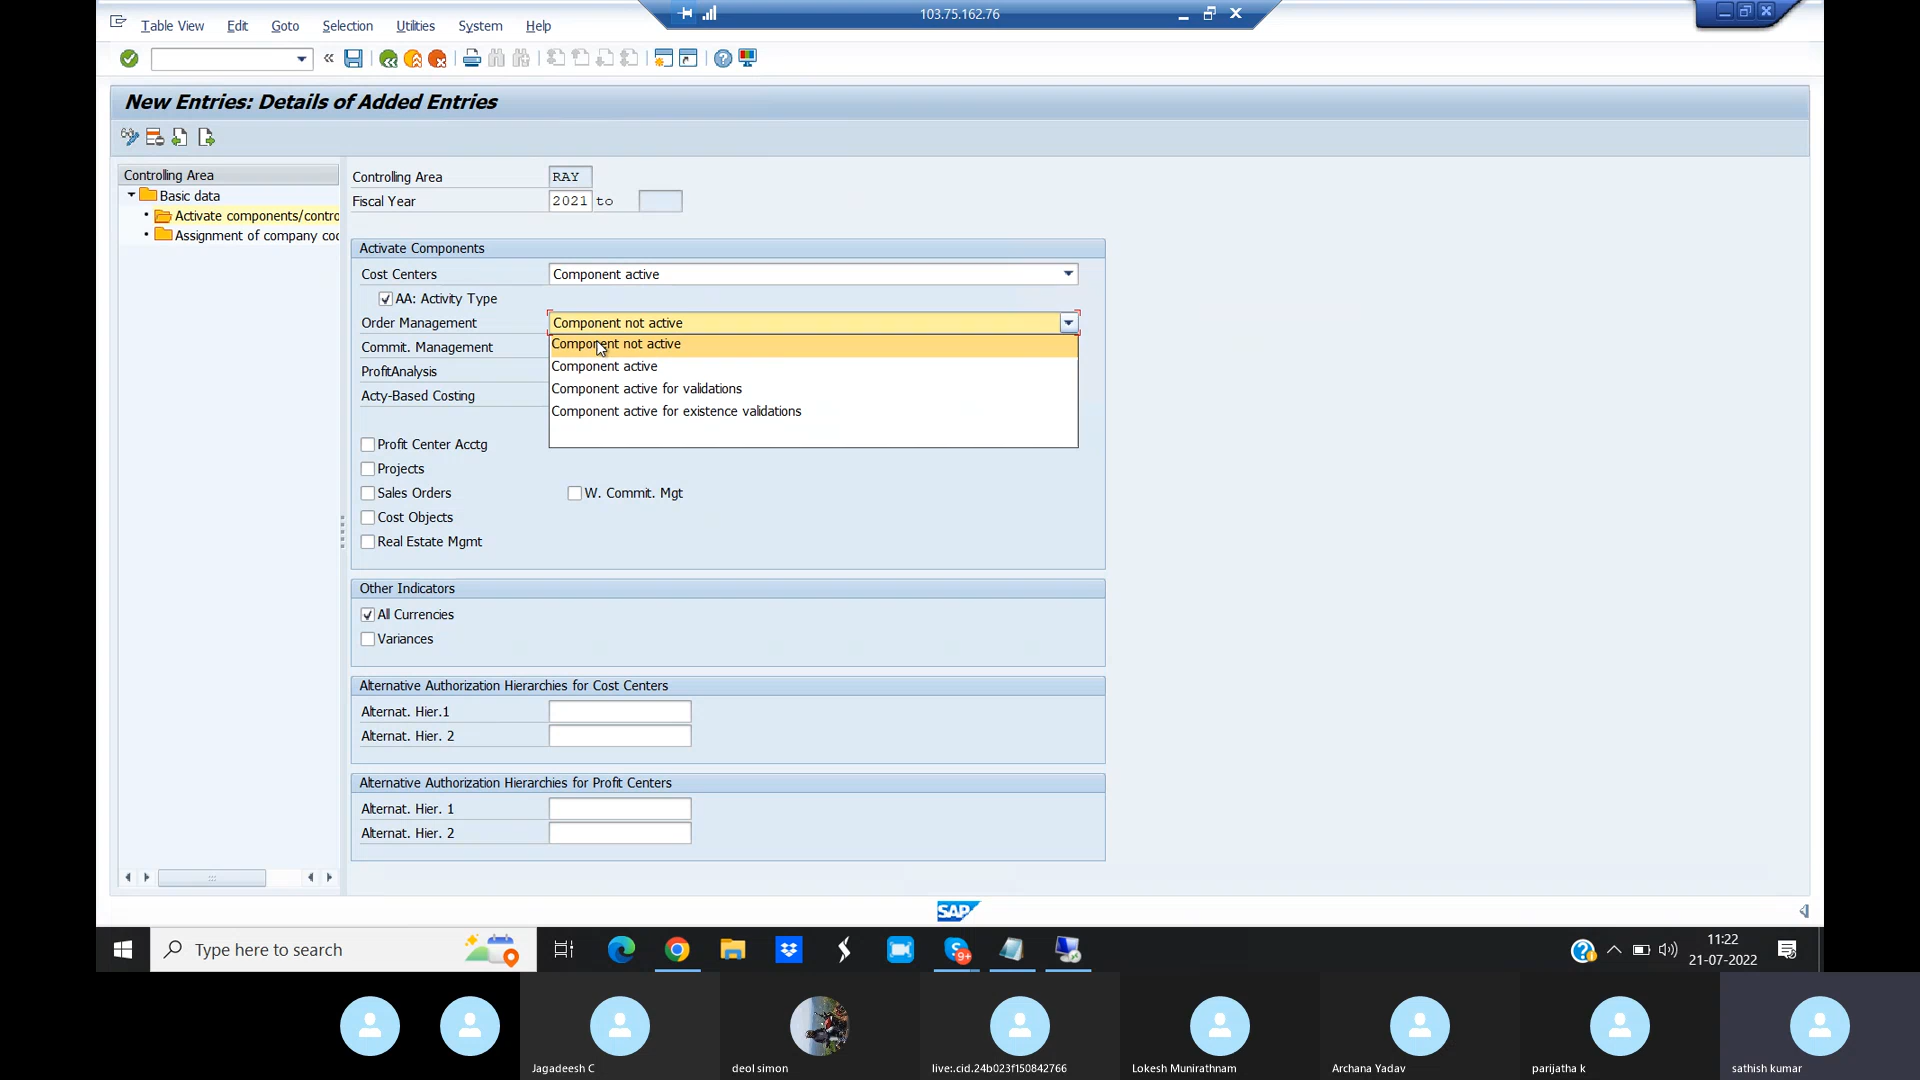 103.75.162.76
Table View Edit Goto Selection Utilities System Help
New Entries: Details of Added Entries
Controlling Area
Basic data
Activate components/contro
Assignment of company coc
Controlling Area RAY
Fiscal Year 2021 to
Activate Components
Cost Centers Component active
AA: Activity Type
Order Management Component not active
Component not active
Component active
Component active for validations
Component active for existence validations
Commit. Management
ProfitAnalysis
Acty-Based Costing
Profit Center Acctg
Projects
Sales Orders W. Commit. Mgt
Cost Objects
Real Estate Mgmt
Other Indicators
All Currencies
Variances
Alternative Authorization Hierarchies for Cost Centers
Alternat. Hier.1
Alternat. Hier. 2
Alternative Authorization Hierarchies for Profit Centers
Alternat. Hier. 1
Alternat. Hier. 2
SAP
Type here to search
9+
11:22
21-07-2022
Jagadeesh C deol simon live:.cid.24b023f150842766 Lokesh Munirathnam Archana Yadav parijatha k sathish kumar